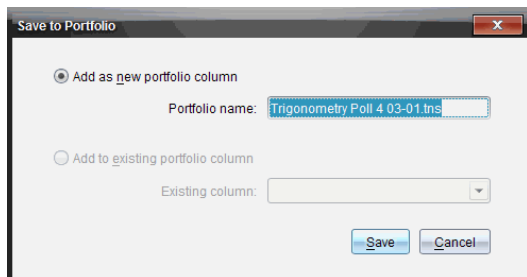 Save to Portfolio
Add as new portfolio column
Portfolio name: Trigonometry Poll 4 03-01.tns
Add to existing portfolio column
Existing column:
Save Cancel